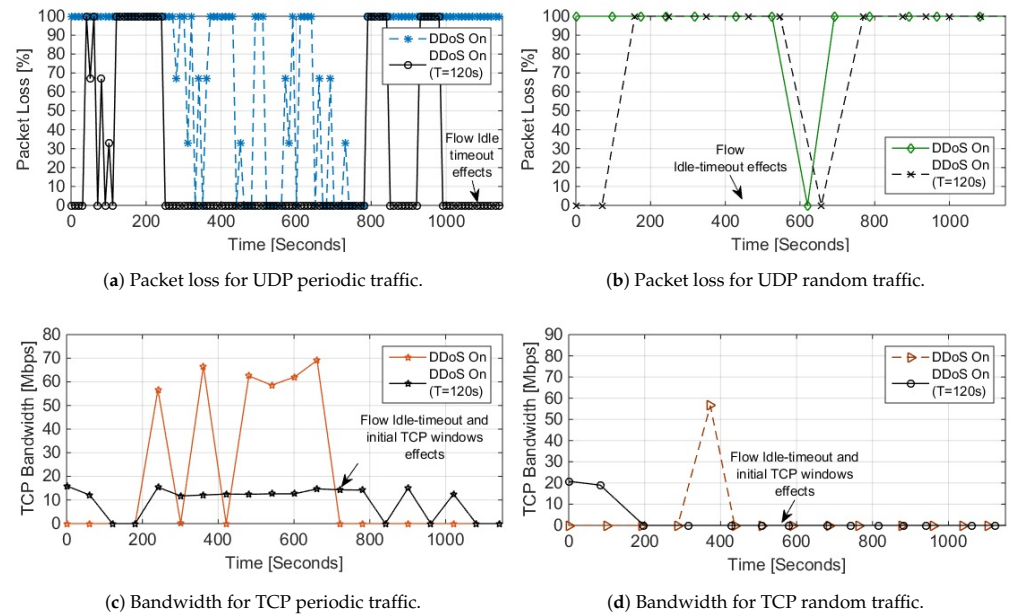 100
90
80
70
60
50
40
30
20
10
0
Packet Loss [%]
0 200 400 600 800 1000
Time [Seconds]
DDoS On
DDoS On
(T=120s)
Flow Idle
timeout
effects
(a) Packet loss for UDP periodic traffic.
100
90
80
70
60
50
40
30
20
10
0
Packet Loss [%]
0 200 400 600 800 1000
Time [Seconds]
DDoS On
DDoS On
(T=120s)
Flow
Idle-timeout effects
(b) Packet loss for UDP random traffic.
80
70
60
50
40
30
20
10
0
TCP Bandwidth [Mbps]
0 200 400 600 800 1000
Time [Seconds]
DDoS On
DDoS On
(T=120s)
Flow Idle-timeout and
initial TCP windows
effects
(c) Bandwidth for TCP periodic traffic.
90
80
70
60
50
40
30
20
10
0
TCP Bandwidth [Mbps]
0 200 400 600 800 1000
Time [Seconds]
DDoS On
DDoS On
(T=120s)
Flow Idle-timeout and
initial TCP windows
effects
(d) Bandwidth for TCP random traffic.